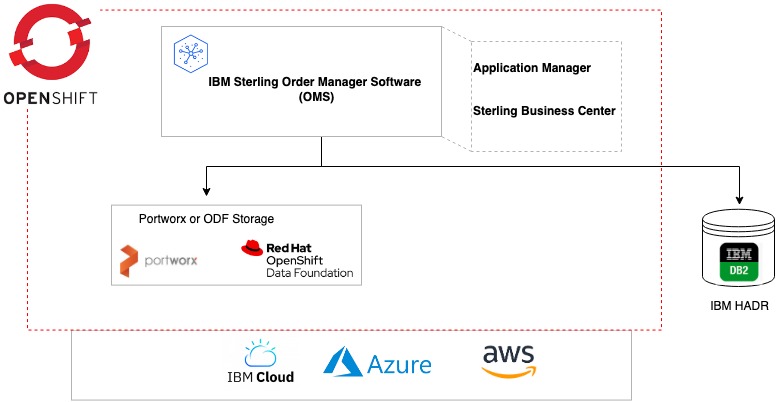 OPENSHIFT
IBM Sterling Order Manager Software
(OMS)
Application Manager
Sterling Business Center
Portworx or ODF Storage
portworx
Red Hat
OpenShift
Data Foundation
IBM
DB2
IBM HADR
IBM Cloud
Azure
aws